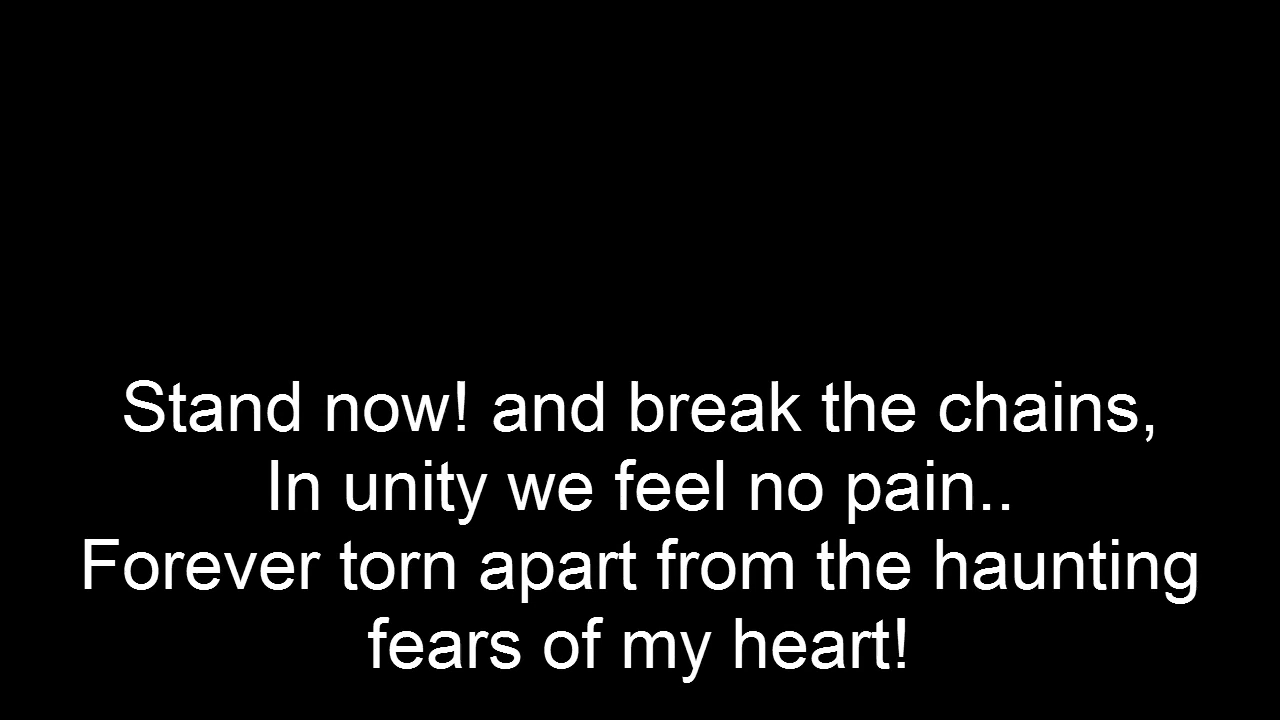 Stand now! and break the chains,
In unity we feel no pain..
Forever torn apart from the haunting
fears of my heart!